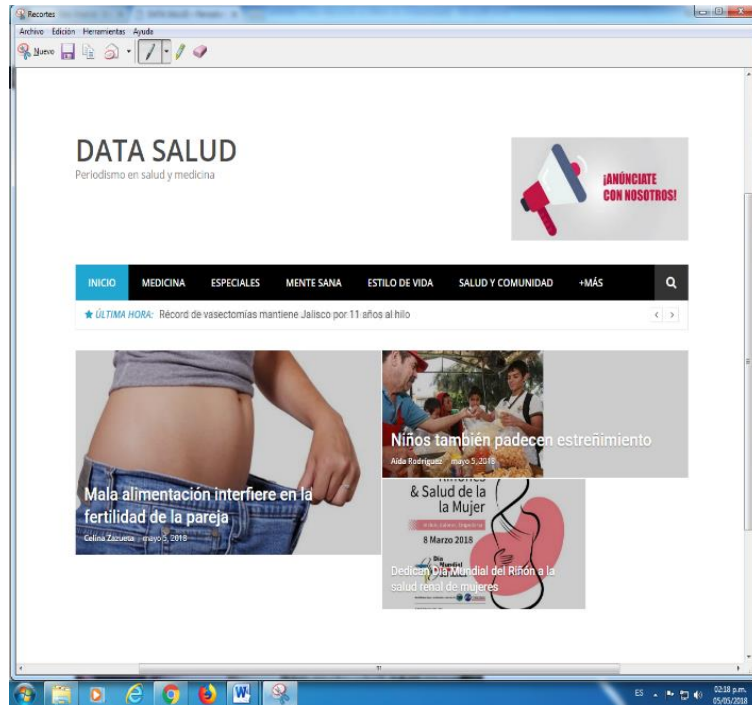 Recortes
Archivo Edición Herramientas Ayuda
Nuevo
DATA SALUD
Periodismo en salud y medicina
¡ANÚNCIATE
CON NOSOTROS!
INICIO MEDICINA ESPECIALES MENTE SANA ESTILO DE VIDA SALUD Y COMUNIDAD +MÁS
ÚLTIMA HORA: Récord de vasectomías mantiene Jalisco por 11 años al hilo
Mala alimentación interfiere en la
fertilidad de la pareja
Celina Zazueta mayo 5, 2018
Niños también padecen estreñimiento
Aida Rodríguez mayo 5, 2018
Riñones
& Salud de la
la Mujer
8 Marzo 2018
Día
Mundial
Dedican Día Mundial del Riñón a la
salud renal de mujeres
ES
02:18 p.m.
05/05/2018